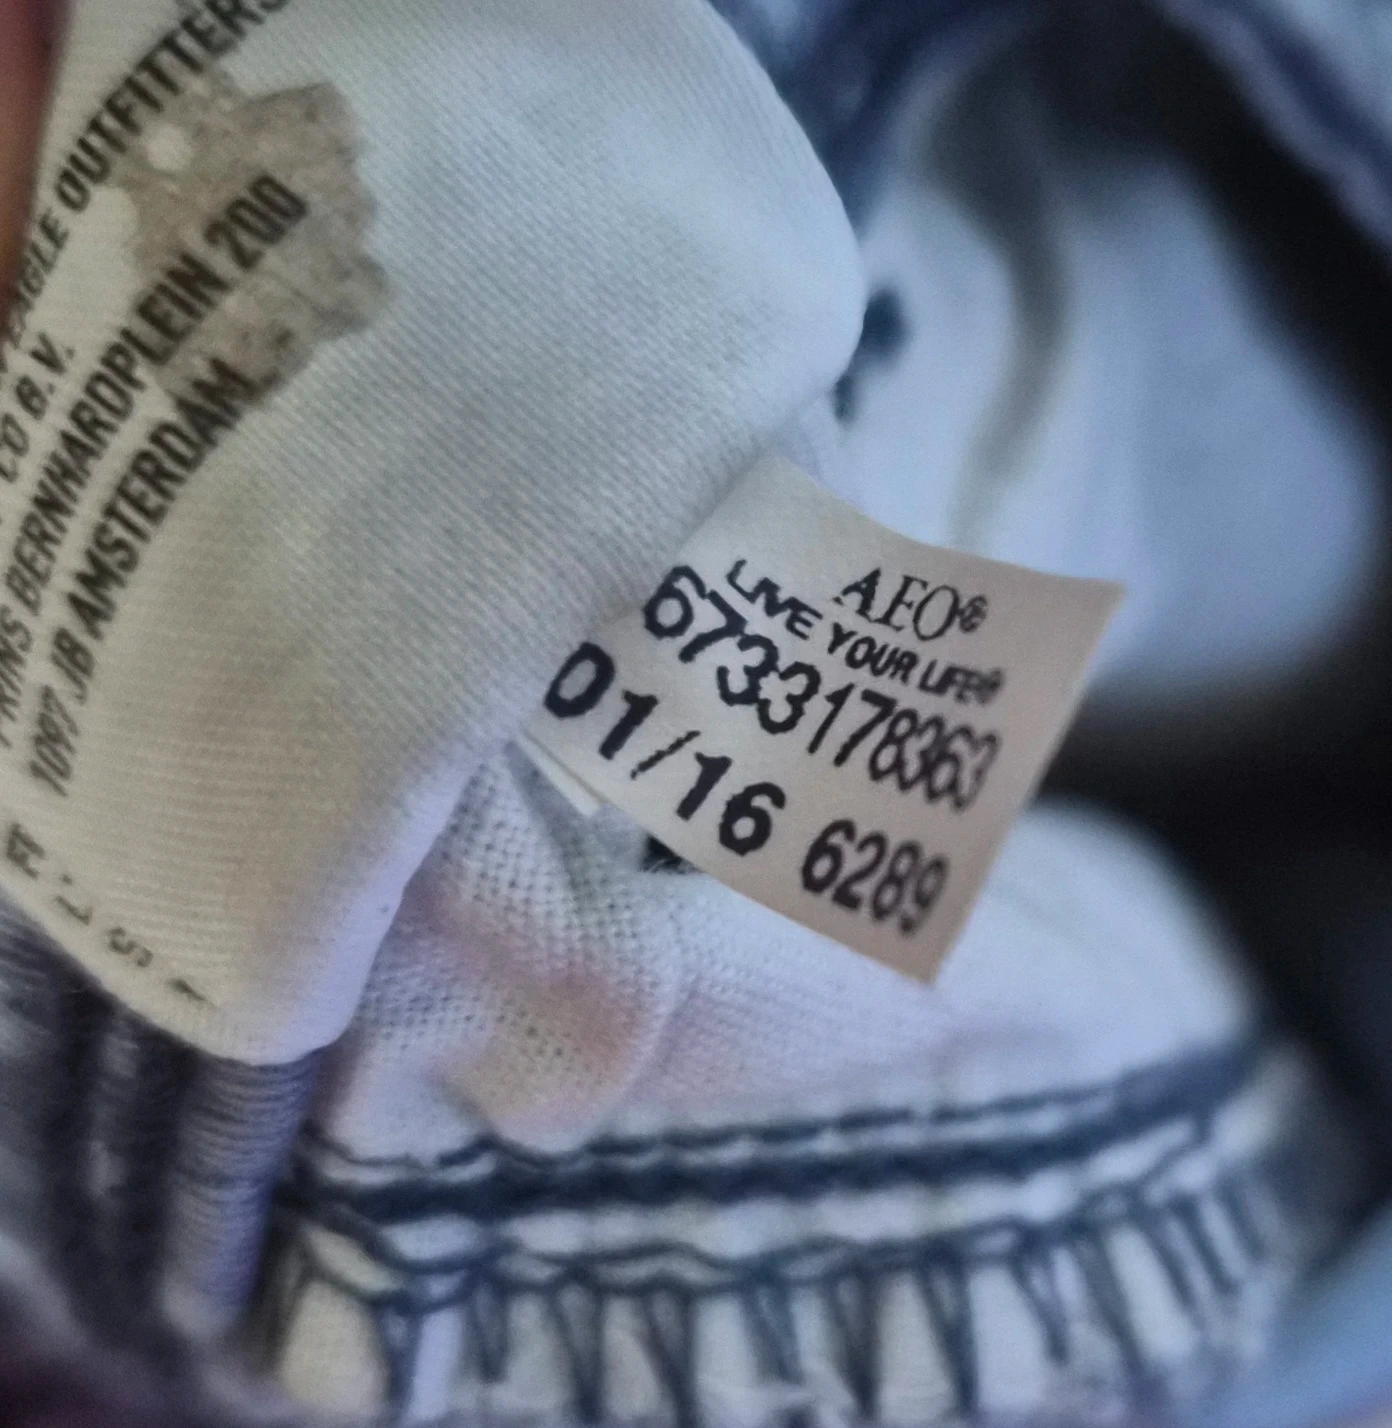 EAGLE OUTFITTERS
CO B.V.
PRINS BERNHARDPLEIN 200
1097 JB AMSTERDAM
AEO®
LIVE YOUR LIFE®
6733178363
01/16 6289